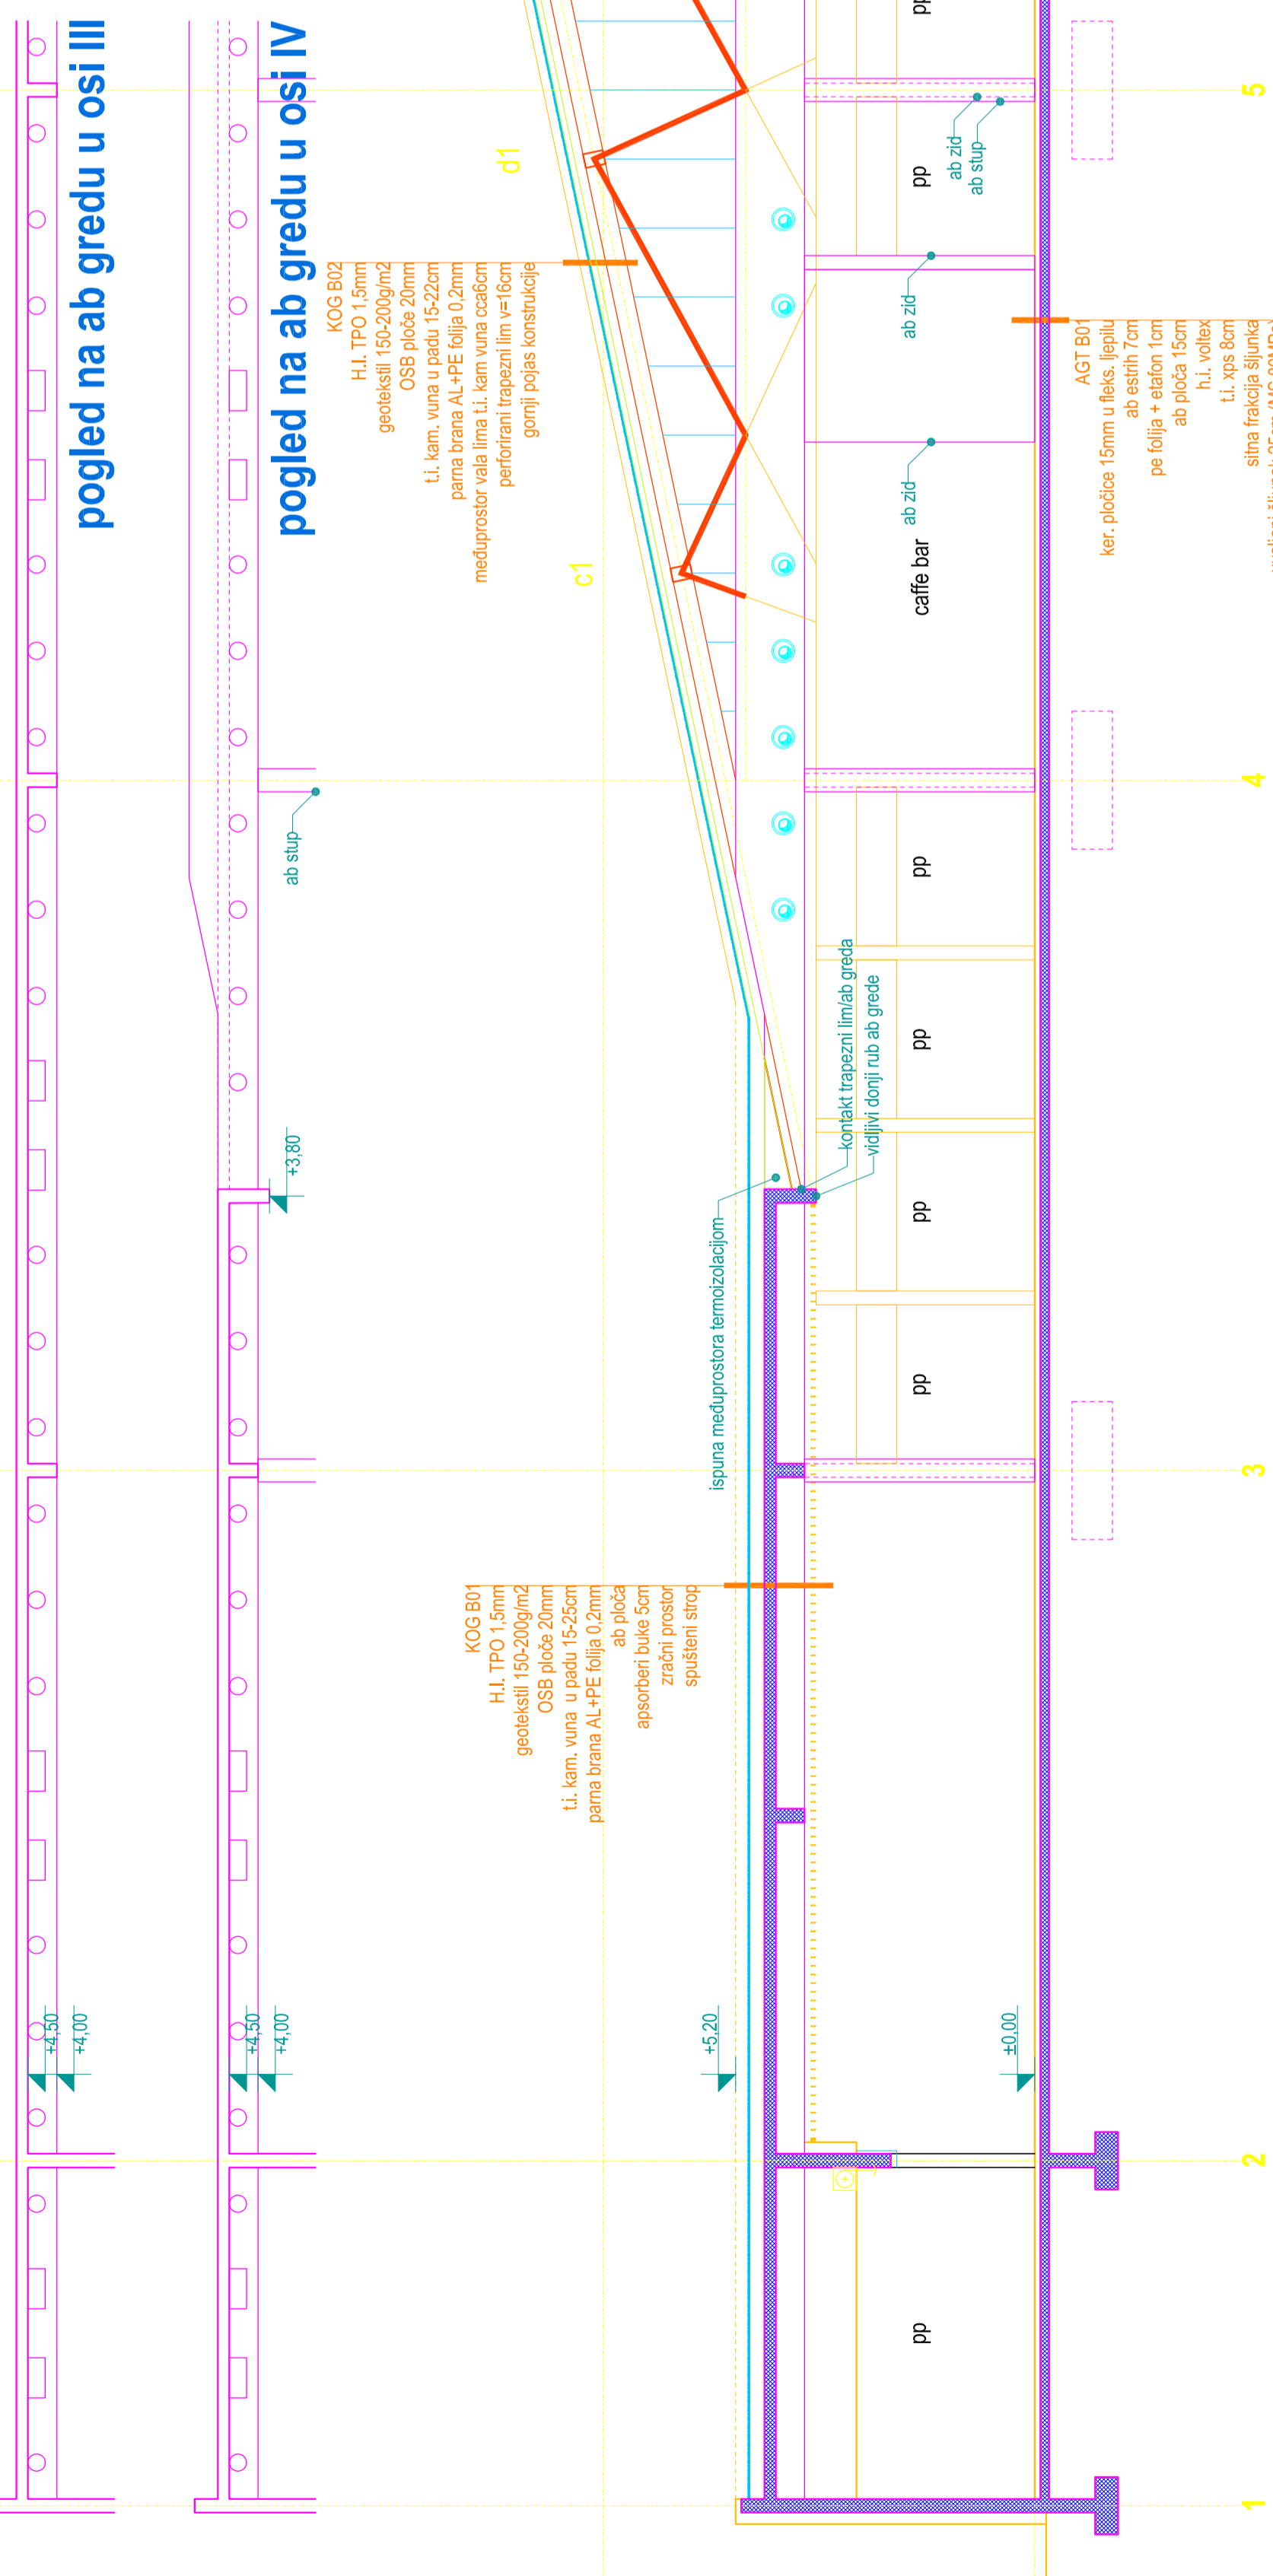 pogled na ab gredu u osi III
pogled na ab gredu u osi IV
KOG B02
H.I. TPO 1,5mm
geotekstil 150-200g/m2
OSB ploče 20mm
t.i. kam. vuna u padu 15-22cm
parna brana AL+PE folija 0,2mm
međuprostor vala lima t.i. kam vuna cca6cm
perforirani trapezni lim v=16cm
gornji pojas konstrukcije
d1
c1
ab stup
+3,80
+4,50
+4,00
+4,50
+4,00
KOG B01
H.I. TPO 1,5mm
geotekstil 150-200g/m2
OSB ploče 20mm
t.i. kam. vuna u padu 15-25cm
parna brana AL+PE folija 0,2mm
ab ploča
apsorberi buke 5cm
zračni prostor
spušteni strop
ispuna međuprostora termoizolacijom
kontakt trapezni lim/ab greda
vidljivi donji rub ab grede
+5,20
±0,00
pp
pp
pp
pp
pp
caffe bar
pp
pp
ab zid
ab zid
ab zid
ab stup
AGT B01
ker. pločice 15mm u fleks. ljepilu
ab estrih 7cm
pe folija + etafon 1cm
ab ploča 15cm
h.i. voltex
t.i. xps 8cm
sitna frakcija šljunka
1
2
3
4
5